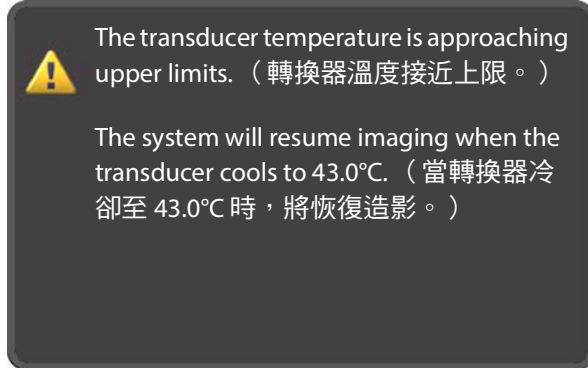 The transducer temperature is approaching
upper limits. （轉換器溫度接近上限。）
The system will resume imaging when the
transducer cools to 43.0°C. （當轉換器冷
卻至 43.0°C 時，將恢復造影。）